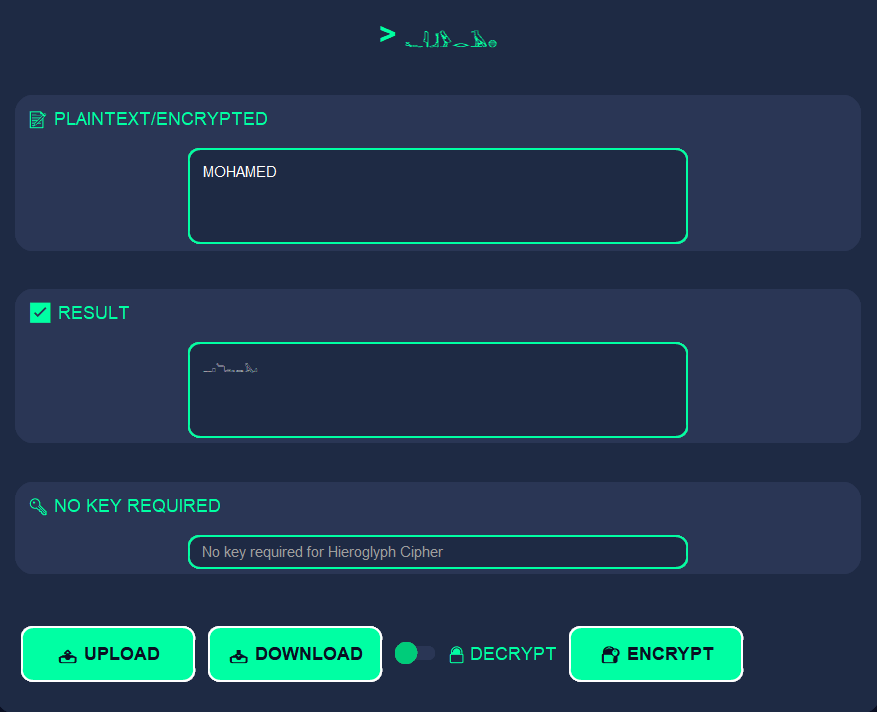 >
PLAINTEXT/ENCRYPTED
MOHAMED
RESULT
NO KEY REQUIRED
No key required for Hieroglyph Cipher
UPLOAD
DOWNLOAD
DECRYPT
ENCRYPT